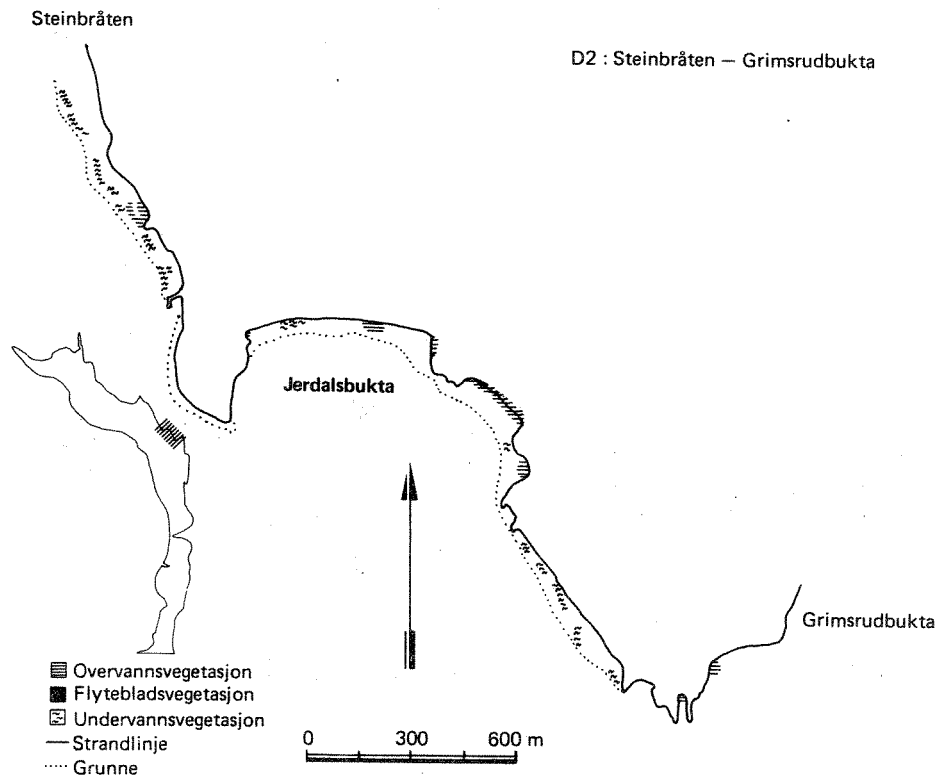 Steinbråten
D2 : Steinbråten — Grimsrudbukta
Jerdalsbukta
Grimsrudbukta
Overvannsvegetasjon
Flytebladsvegetasjon
Undervannsvegetasjon
Strandlinje
Grunne
0 300 600 m